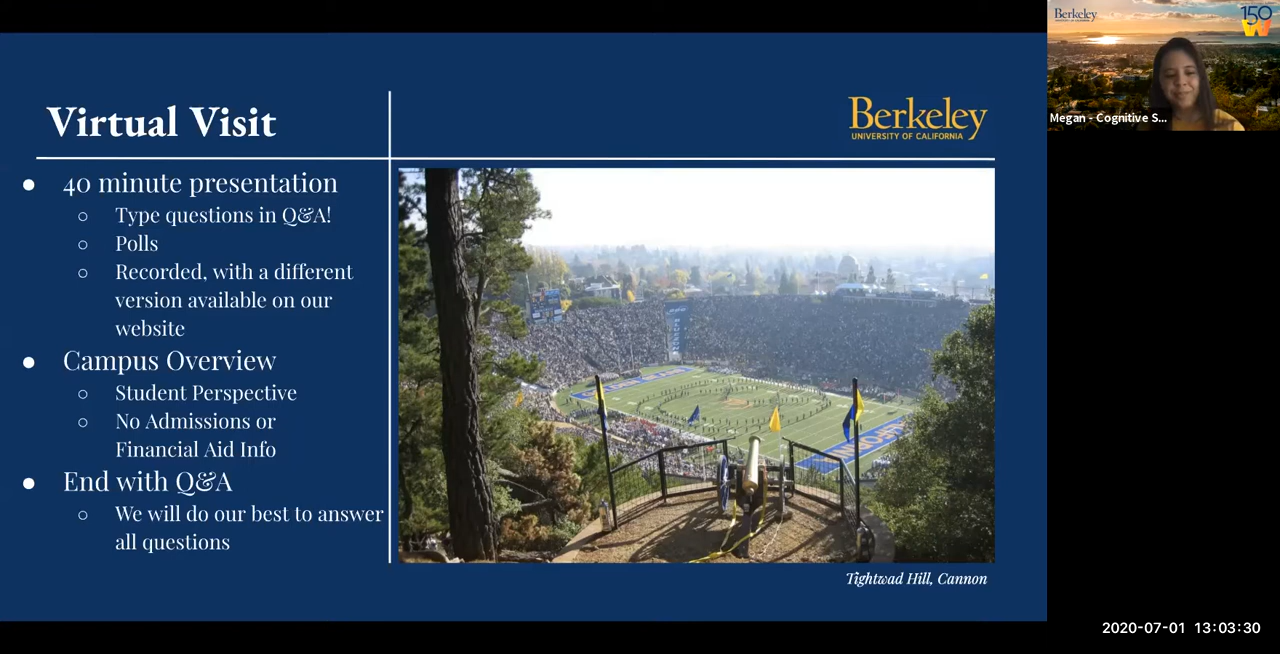 Virtual Visit
Berkeley
UNIVERSITY OF CALIFORNIA
● 40 minute presentation
○ Type questions in Q&A!
○ Polls
○ Recorded, with a different
version available on our
website
● Campus Overview
○ Student Perspective
○ No Admissions or
Financial Aid Info
● End with Q&A
○ We will do our best to answer
all questions
Tightwad Hill, Cannon
Berkeley
150
W
Megan - Cognitive S...
2020-07-01 13:03:30